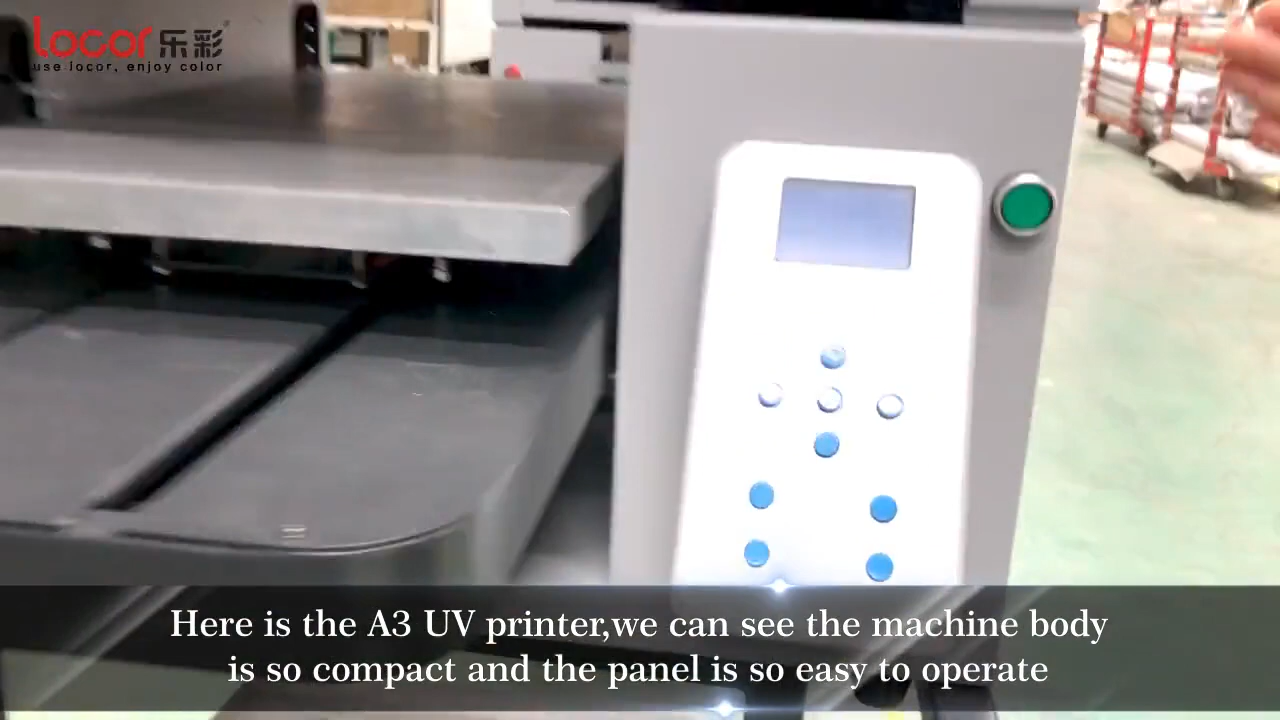 Locor乐彩
use locor, enjoy color
Here is the A3 UV printer,we can see the machine body
is so compact and the panel is so easy to operate